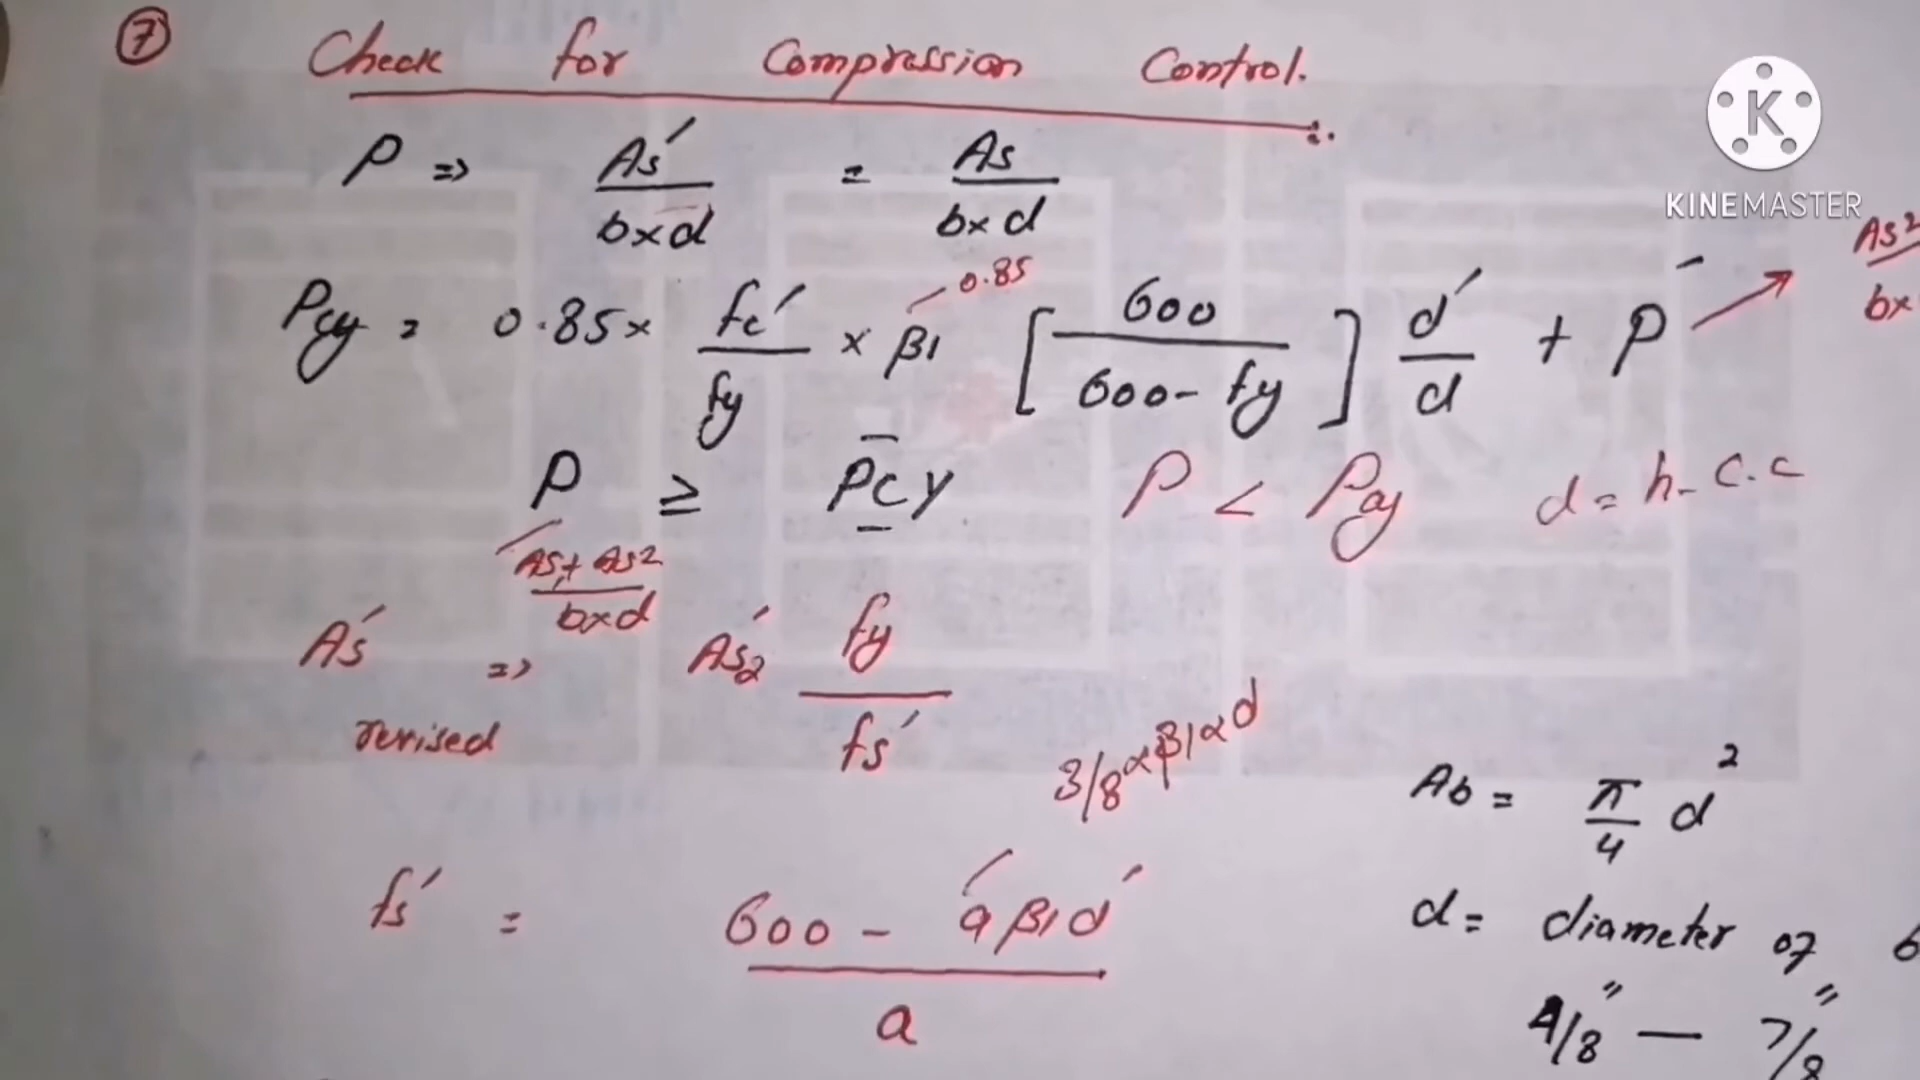 7 Check for Compression Control.
K
KINEMASTER
P => As' / b×d = As / b×d
Pcy = 0.85 × fc' / fy × β1 [ 600 / 600 - fy ] d' / d + P'
0.85
As2 / b×
P ≥ P̅cy P < Pcy d = h - c.c
As1 + As2 / b×d
As' revised => As2' fy / fs'
3/8 × β1 × d
fs' = 600 - a' β1 d' / a
Ab = π / 4 d²
d = diameter of b
4/8" — 7/8"